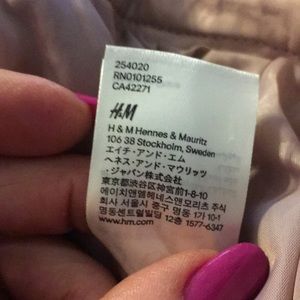 254020
RN0101255
CA42271
H&M
H & M Hennes & Mauritz
106 38 Stockholm, Sweden
エイチ・アンド・エム
ヘネス・アンド・マウリッツ
・ジャパン株式会社
東京都渋谷区神宮前1-8-10
에이치앤엠헤네스앤모리츠 주식
회사 서울시 중구 명동 1가 10-1
명동센트럴빌딩 12층 1577-6347
www.hm.com